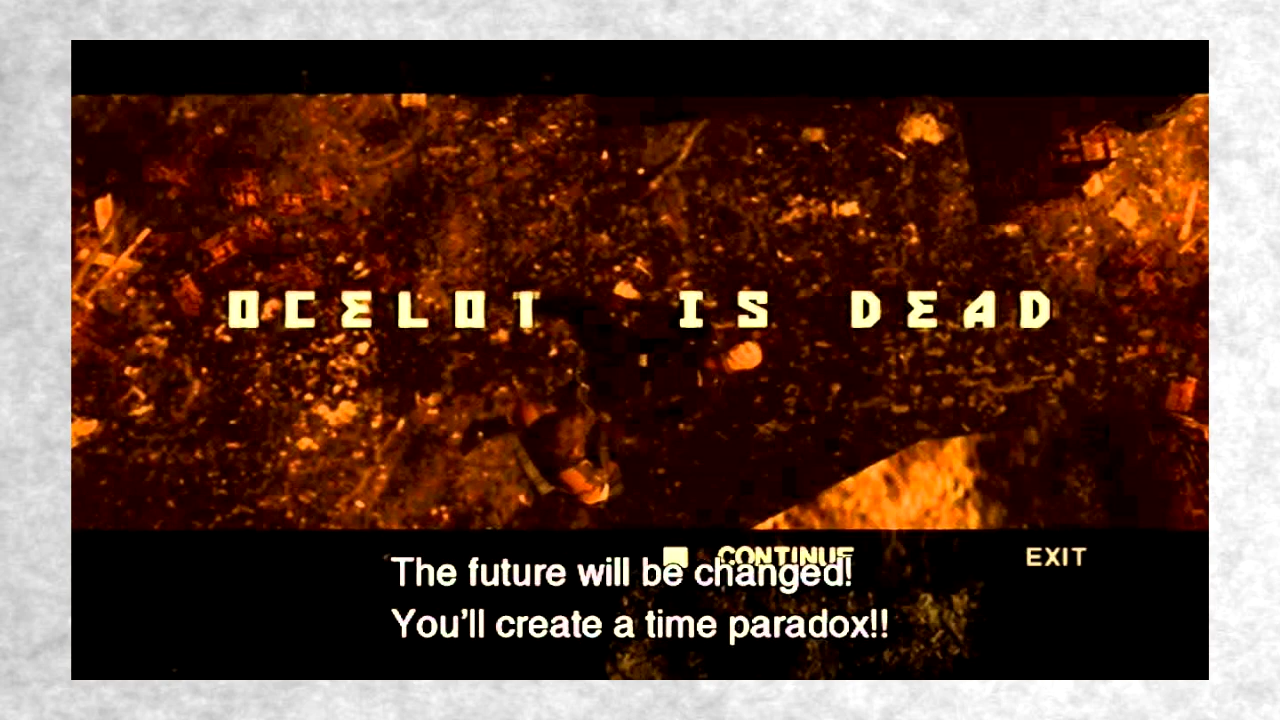 OCELOT IS DEAD
CONTINUE EXIT
The future will be changed!
You'll create a time paradox!!